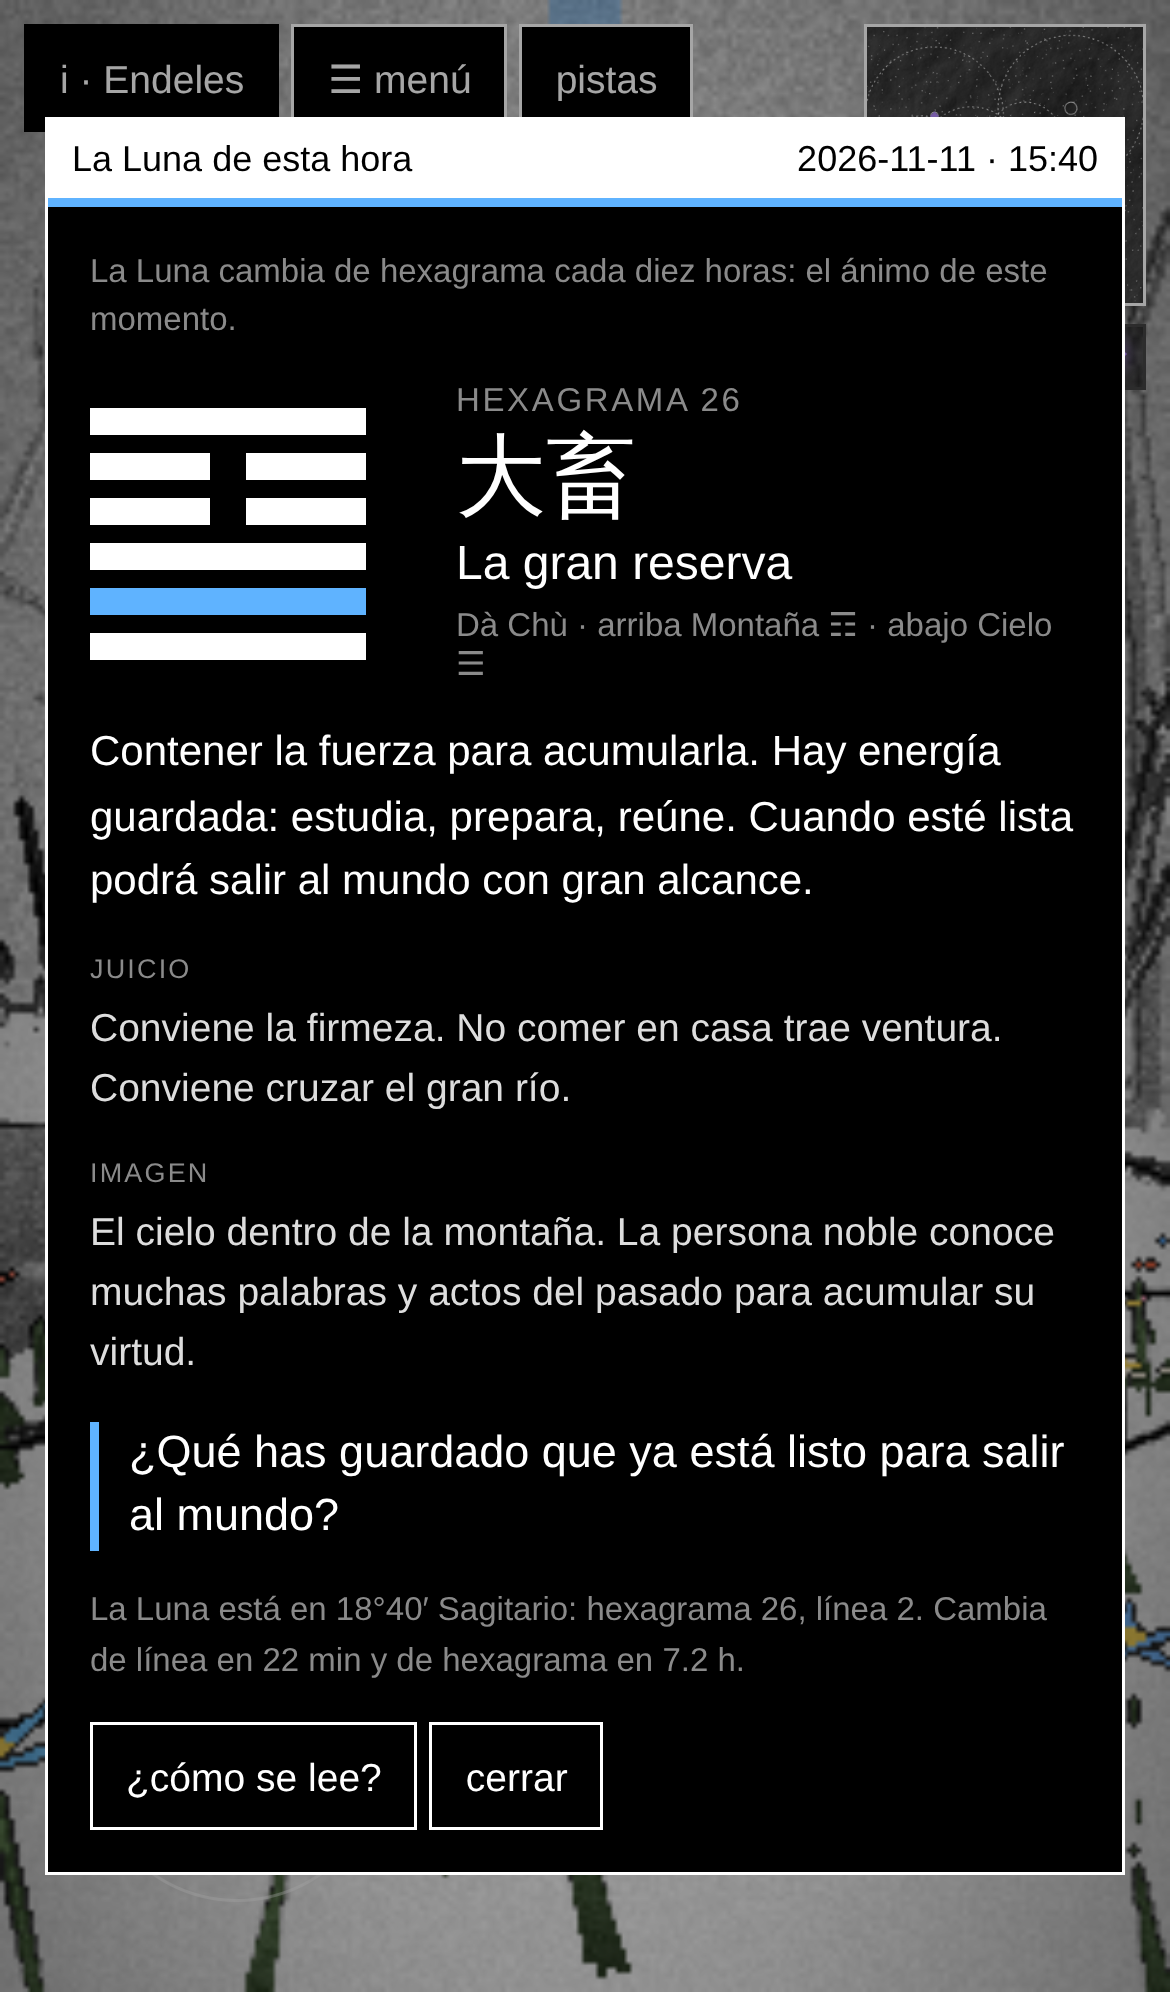 i · Endeles
☰ menú
pistas
La Luna de esta hora
2026-11-11 · 15:40
La Luna cambia de hexagrama cada diez horas: el ánimo de este
momento.
HEXAGRAMA 26
大畜
La gran reserva
Dà Chù · arriba Montaña ☶ · abajo Cielo
☰
Contener la fuerza para acumularla. Hay energía
guardada: estudia, prepara, reúne. Cuando esté lista
podrá salir al mundo con gran alcance.
JUICIO
Conviene la firmeza. No comer en casa trae ventura.
Conviene cruzar el gran río.
IMAGEN
El cielo dentro de la montaña. La persona noble conoce
muchas palabras y actos del pasado para acumular su
virtud.
¿Qué has guardado que ya está listo para salir
al mundo?
La Luna está en 18°40′ Sagitario: hexagrama 26, línea 2. Cambia
de línea en 22 min y de hexagrama en 7.2 h.
¿cómo se lee?
cerrar